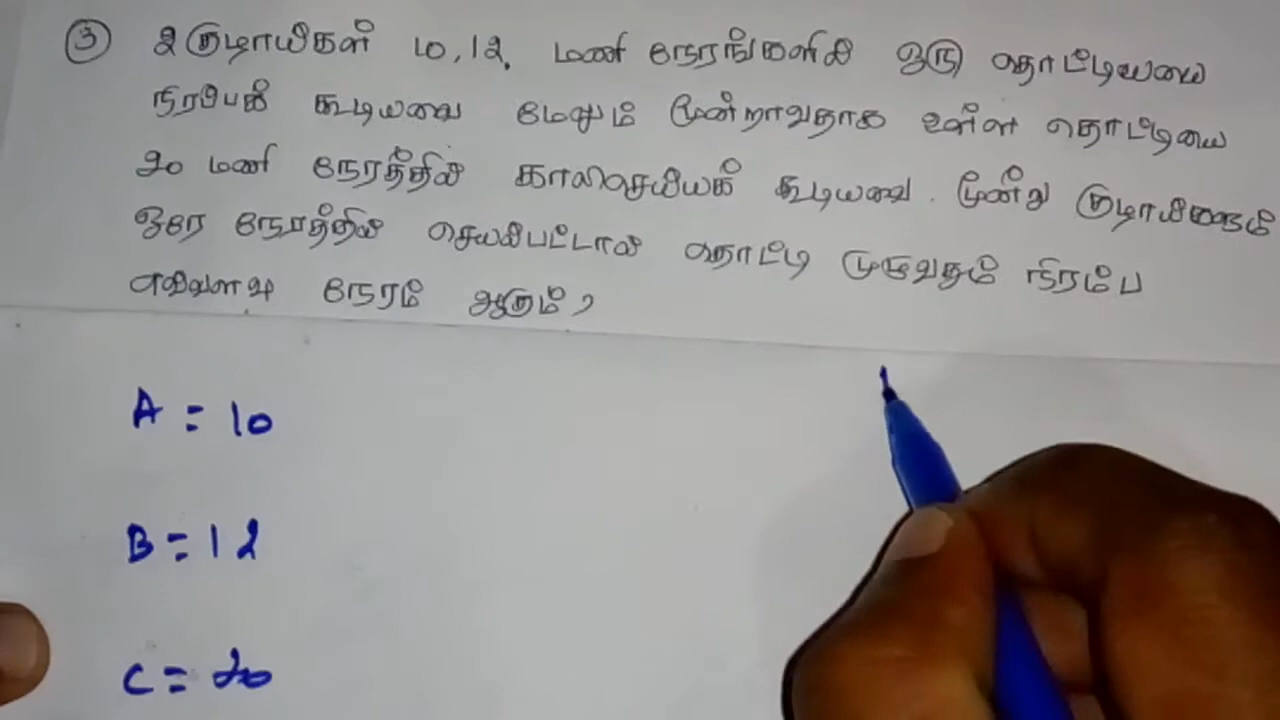 ③ 2 குழாய்கள் 10, 12. மணி நேரங்களில் ஒரு தொட்டியை
நிரப்பக் கூடியவை மேலும் மூன்றாவதாக உள்ள தொட்டியை
20 மணி நேரத்தில் காலிசெய்யக் கூடியவை. மூன்று குழாய்களும்
ஒரே நேரத்தில் செயல்பட்டால் தொட்டி முழுவதும் நிரம்ப
எவ்வளவு நேரம் ஆகும்?
A = 10
B = 12
C = 20